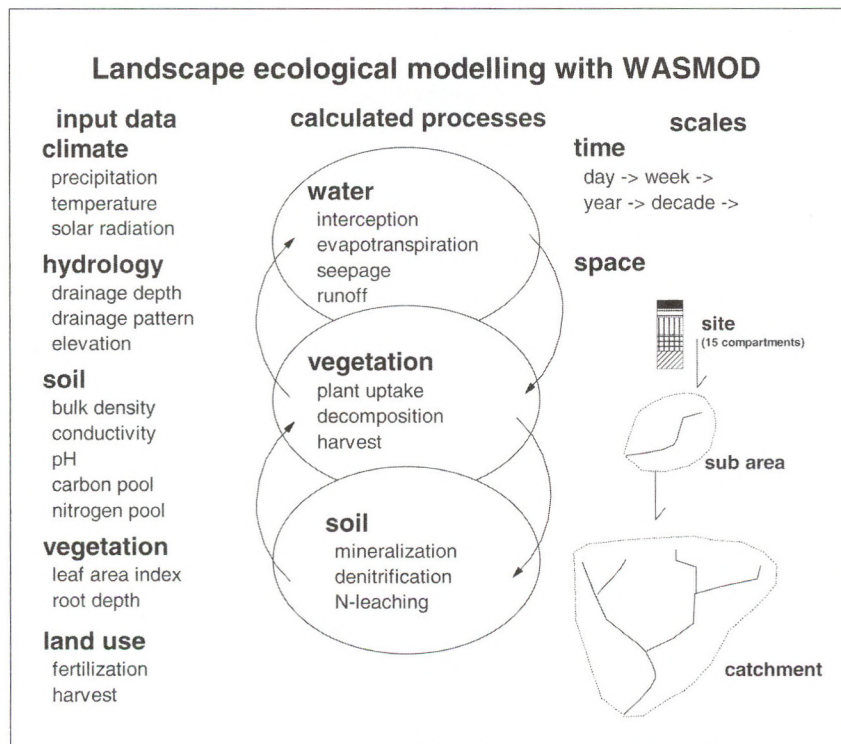 Landscape ecological modelling with WASMOD
input data
climate
precipitation
temperature
solar radiation
hydrology
drainage depth
drainage pattern
elevation
soil
bulk density
conductivity
pH
carbon pool
nitrogen pool
vegetation
leaf area index
root depth
land use
fertilization
harvest
calculated processes
water
interception
evapotranspiration
seepage
runoff
vegetation
plant uptake
decomposition
harvest
soil
mineralization
denitrification
N-leaching
scales
time
day -> week ->
year -> decade ->
space
site
(15 compartments)
sub area
catchment